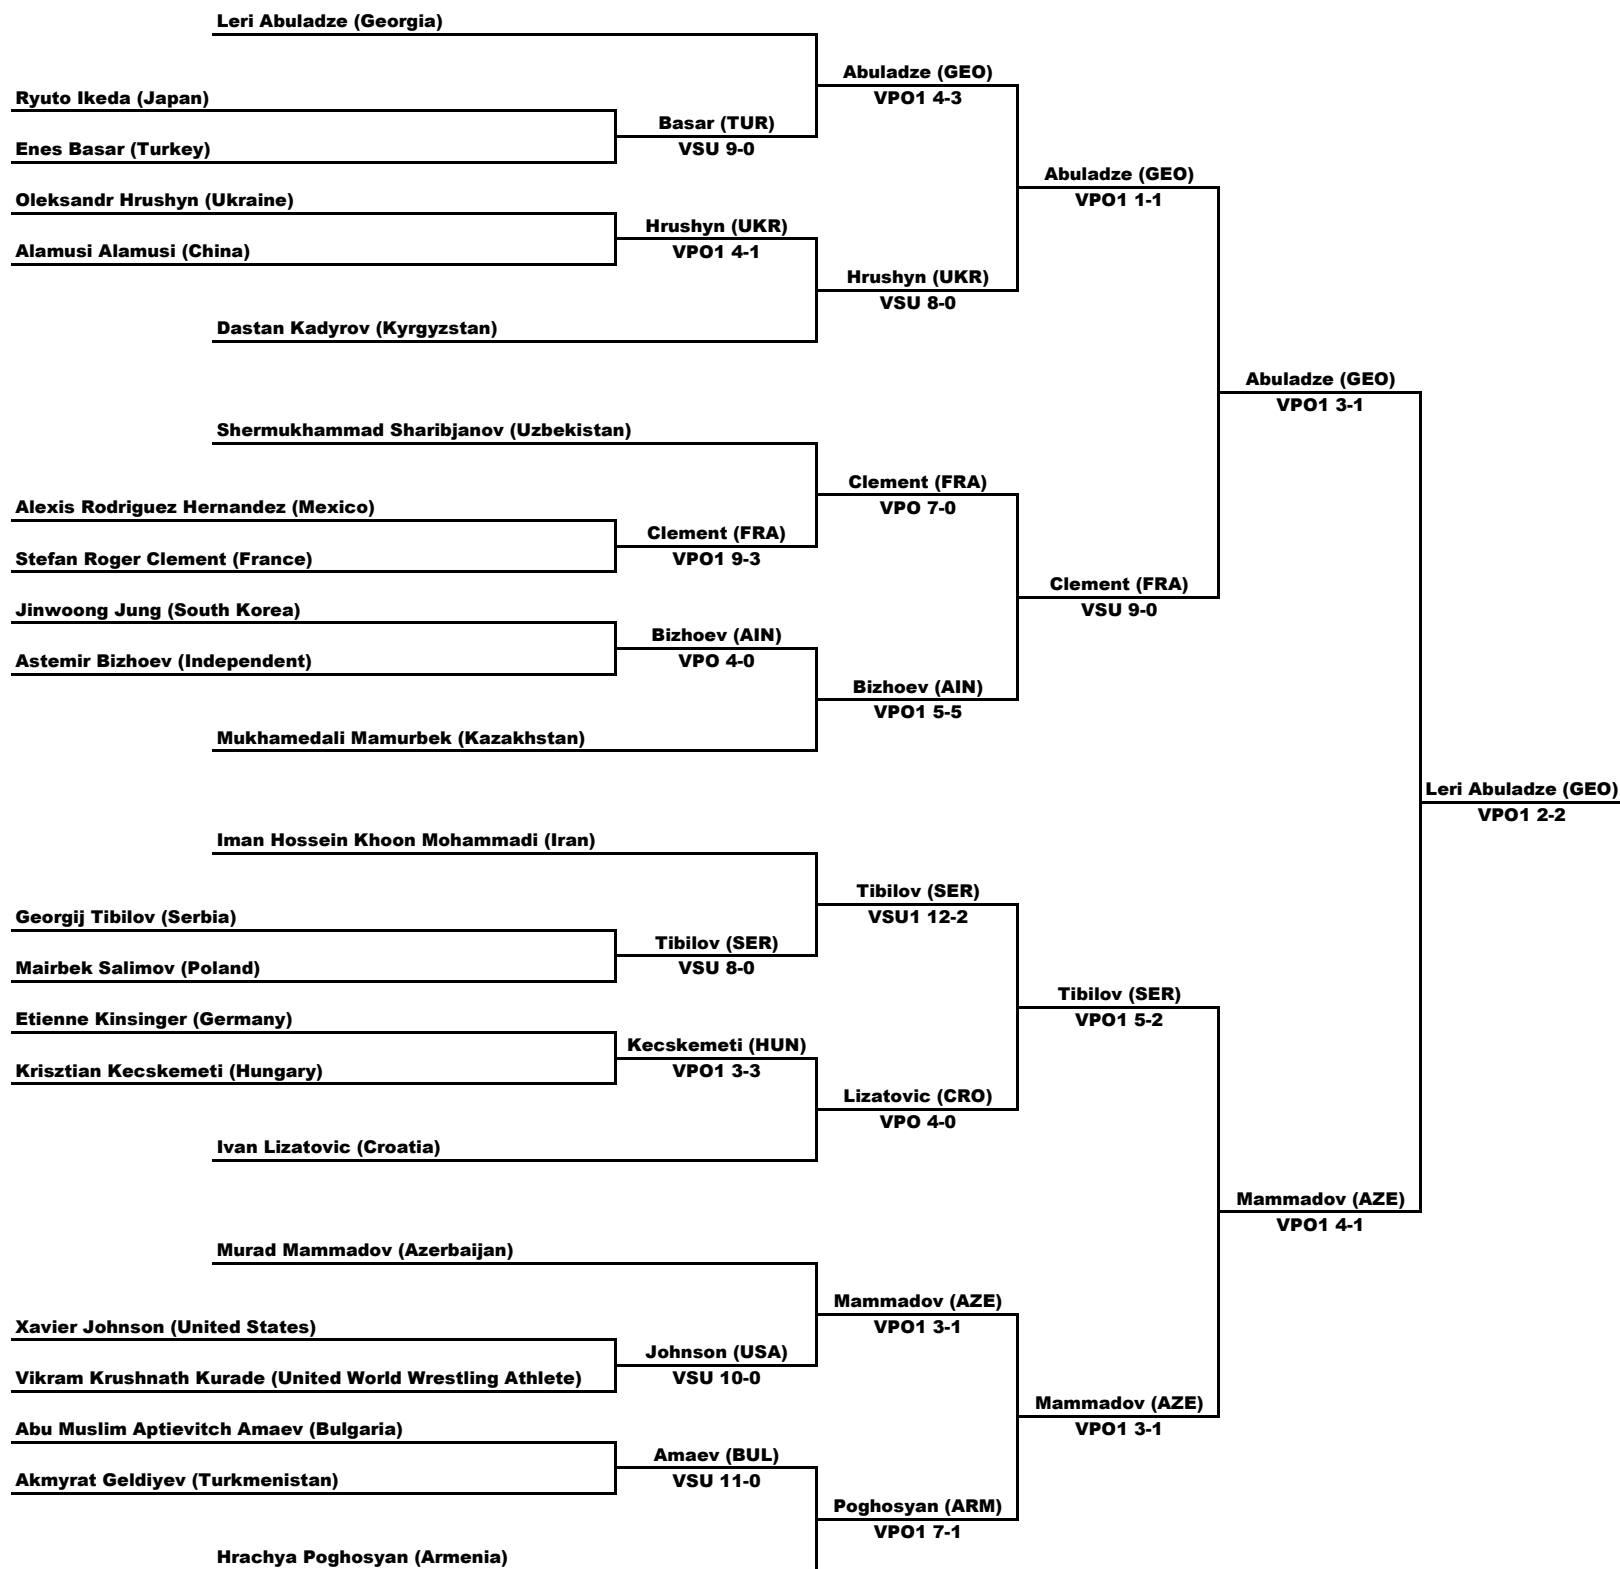 Leri Abuladze (Georgia)
Abuladze (GEO)
VPO1 4-3
Ryuto Ikeda (Japan)
Basar (TUR)
VSU 9-0
Enes Basar (Turkey)
Abuladze (GEO)
VPO1 1-1
Oleksandr Hrushyn (Ukraine)
Hrushyn (UKR)
VPO1 4-1
Alamusi Alamusi (China)
Hrushyn (UKR)
VSU 8-0
Dastan Kadyrov (Kyrgyzstan)
Abuladze (GEO)
VPO1 3-1
Shermukhammad Sharibjanov (Uzbekistan)
Clement (FRA)
VPO 7-0
Alexis Rodriguez Hernandez (Mexico)
Clement (FRA)
VPO1 9-3
Stefan Roger Clement (France)
Clement (FRA)
VSU 9-0
Jinwoong Jung (South Korea)
Bizhoev (AIN)
VPO 4-0
Astemir Bizhoev (Independent)
Bizhoev (AIN)
VPO1 5-5
Mukhamedali Mamurbek (Kazakhstan)
Leri Abuladze (GEO)
VPO1 2-2
Iman Hossein Khoon Mohammadi (Iran)
Tibilov (SER)
VSU1 12-2
Georgij Tibilov (Serbia)
Tibilov (SER)
VSU 8-0
Mairbek Salimov (Poland)
Tibilov (SER)
VPO1 5-2
Etienne Kinsinger (Germany)
Kecskemeti (HUN)
VPO1 3-3
Krisztian Kecskemeti (Hungary)
Lizatovic (CRO)
VPO 4-0
Ivan Lizatovic (Croatia)
Mammadov (AZE)
VPO1 4-1
Murad Mammadov (Azerbaijan)
Mammadov (AZE)
VPO1 3-1
Xavier Johnson (United States)
Johnson (USA)
VSU 10-0
Vikram Krushnath Kurade (United World Wrestling Athlete)
Mammadov (AZE)
VPO1 3-1
Abu Muslim Aptievitch Amaev (Bulgaria)
Amaev (BUL)
VSU 11-0
Akmyrat Geldiyev (Turkmenistan)
Poghosyan (ARM)
VPO1 7-1
Hrachya Poghosyan (Armenia)